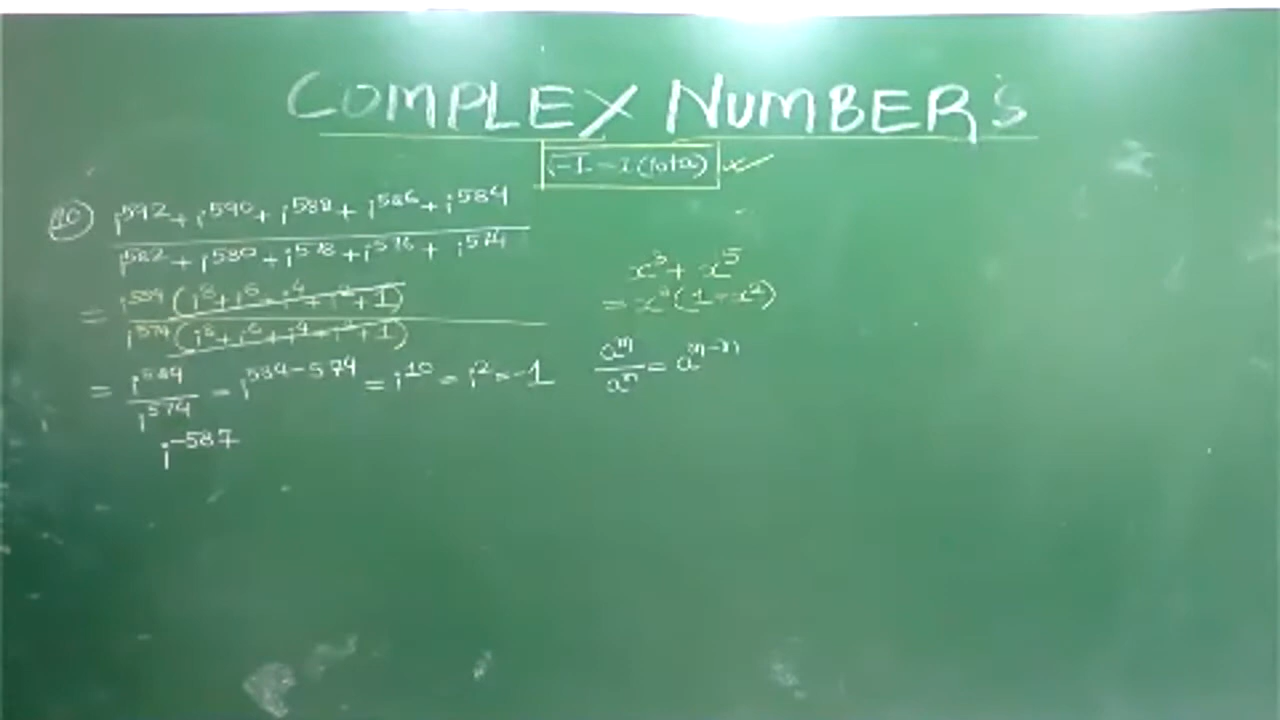 COMPLEX NUMBERS
√-1 = i (iota)
10) i^592 + i^590 + i^588 + i^586 + i^584
i^582 + i^580 + i^578 + i^576 + i^574
= i^584 (i^8 + i^6 + i^4 + i^2 + 1)
i^574 (i^8 + i^6 + i^4 + i^2 + 1)
= i^584 / i^574 = i^584-574 = i^10 = i^2 = -1
i^-587
x^3 + x^5
= (1 + x^2)
a^m / a^n = a^m-n